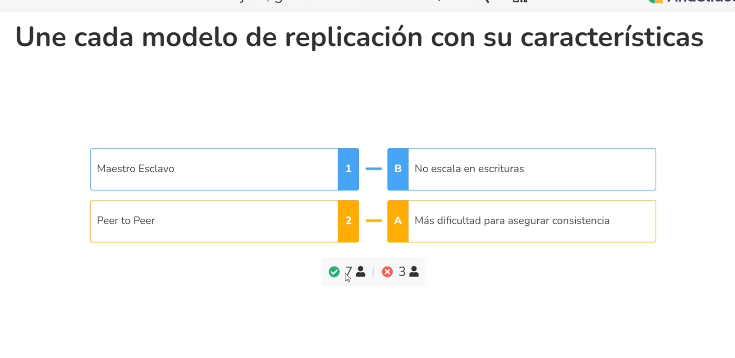 Une cada modelo de replicación con su características
Maestro Esclavo 1 B No escala en escrituras
Peer to Peer 2 A Más dificultad para asegurar consistencia
7 3